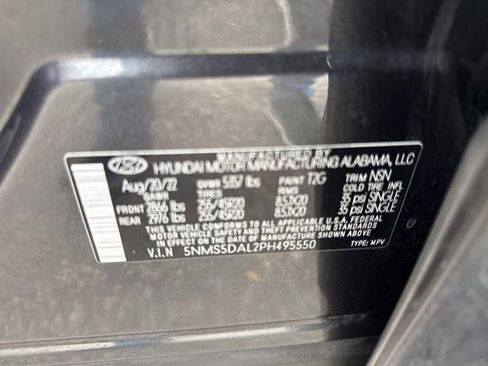 MANUFACTURED BY
HYUNDAI MOTOR MANUFACTURING ALABAMA, LLC
Aug/20/22 GVWR lbs PAINT T2G TRIM NSN
TIRES RIMS COLD TIRE INFL
FRONT lbs 255/45R20 8.5JX20 35 psi SINGLE
REAR 2976 lbs 255/45R20 8.5JX20 35 psi SINGLE
THIS VEHICLE CONFORMS TO ALL APPLICABLE U.S.A. FEDERAL
MOTOR VEHICLE SAFETY AND THEFT PREVENTION STANDARDS
IN EFFECT ON THE DATE OF MANUFACTURE SHOWN ABOVE.
V.I.N 5NMS5DAL2PH495550 TYPE: MPV